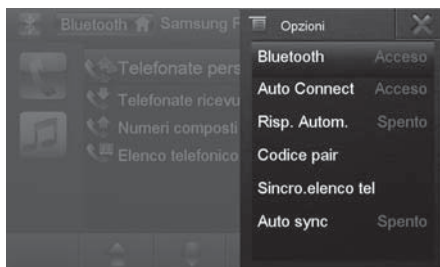 Bluetooth Samsung
Telefonate pers
Telefonate ricevu
Numeri composti
Elenco telefonico
Opzioni
Bluetooth Acceso
Auto Connect Acceso
Risp. Autom. Spento
Codice pair
Sincro.elenco tel
Auto sync Spento